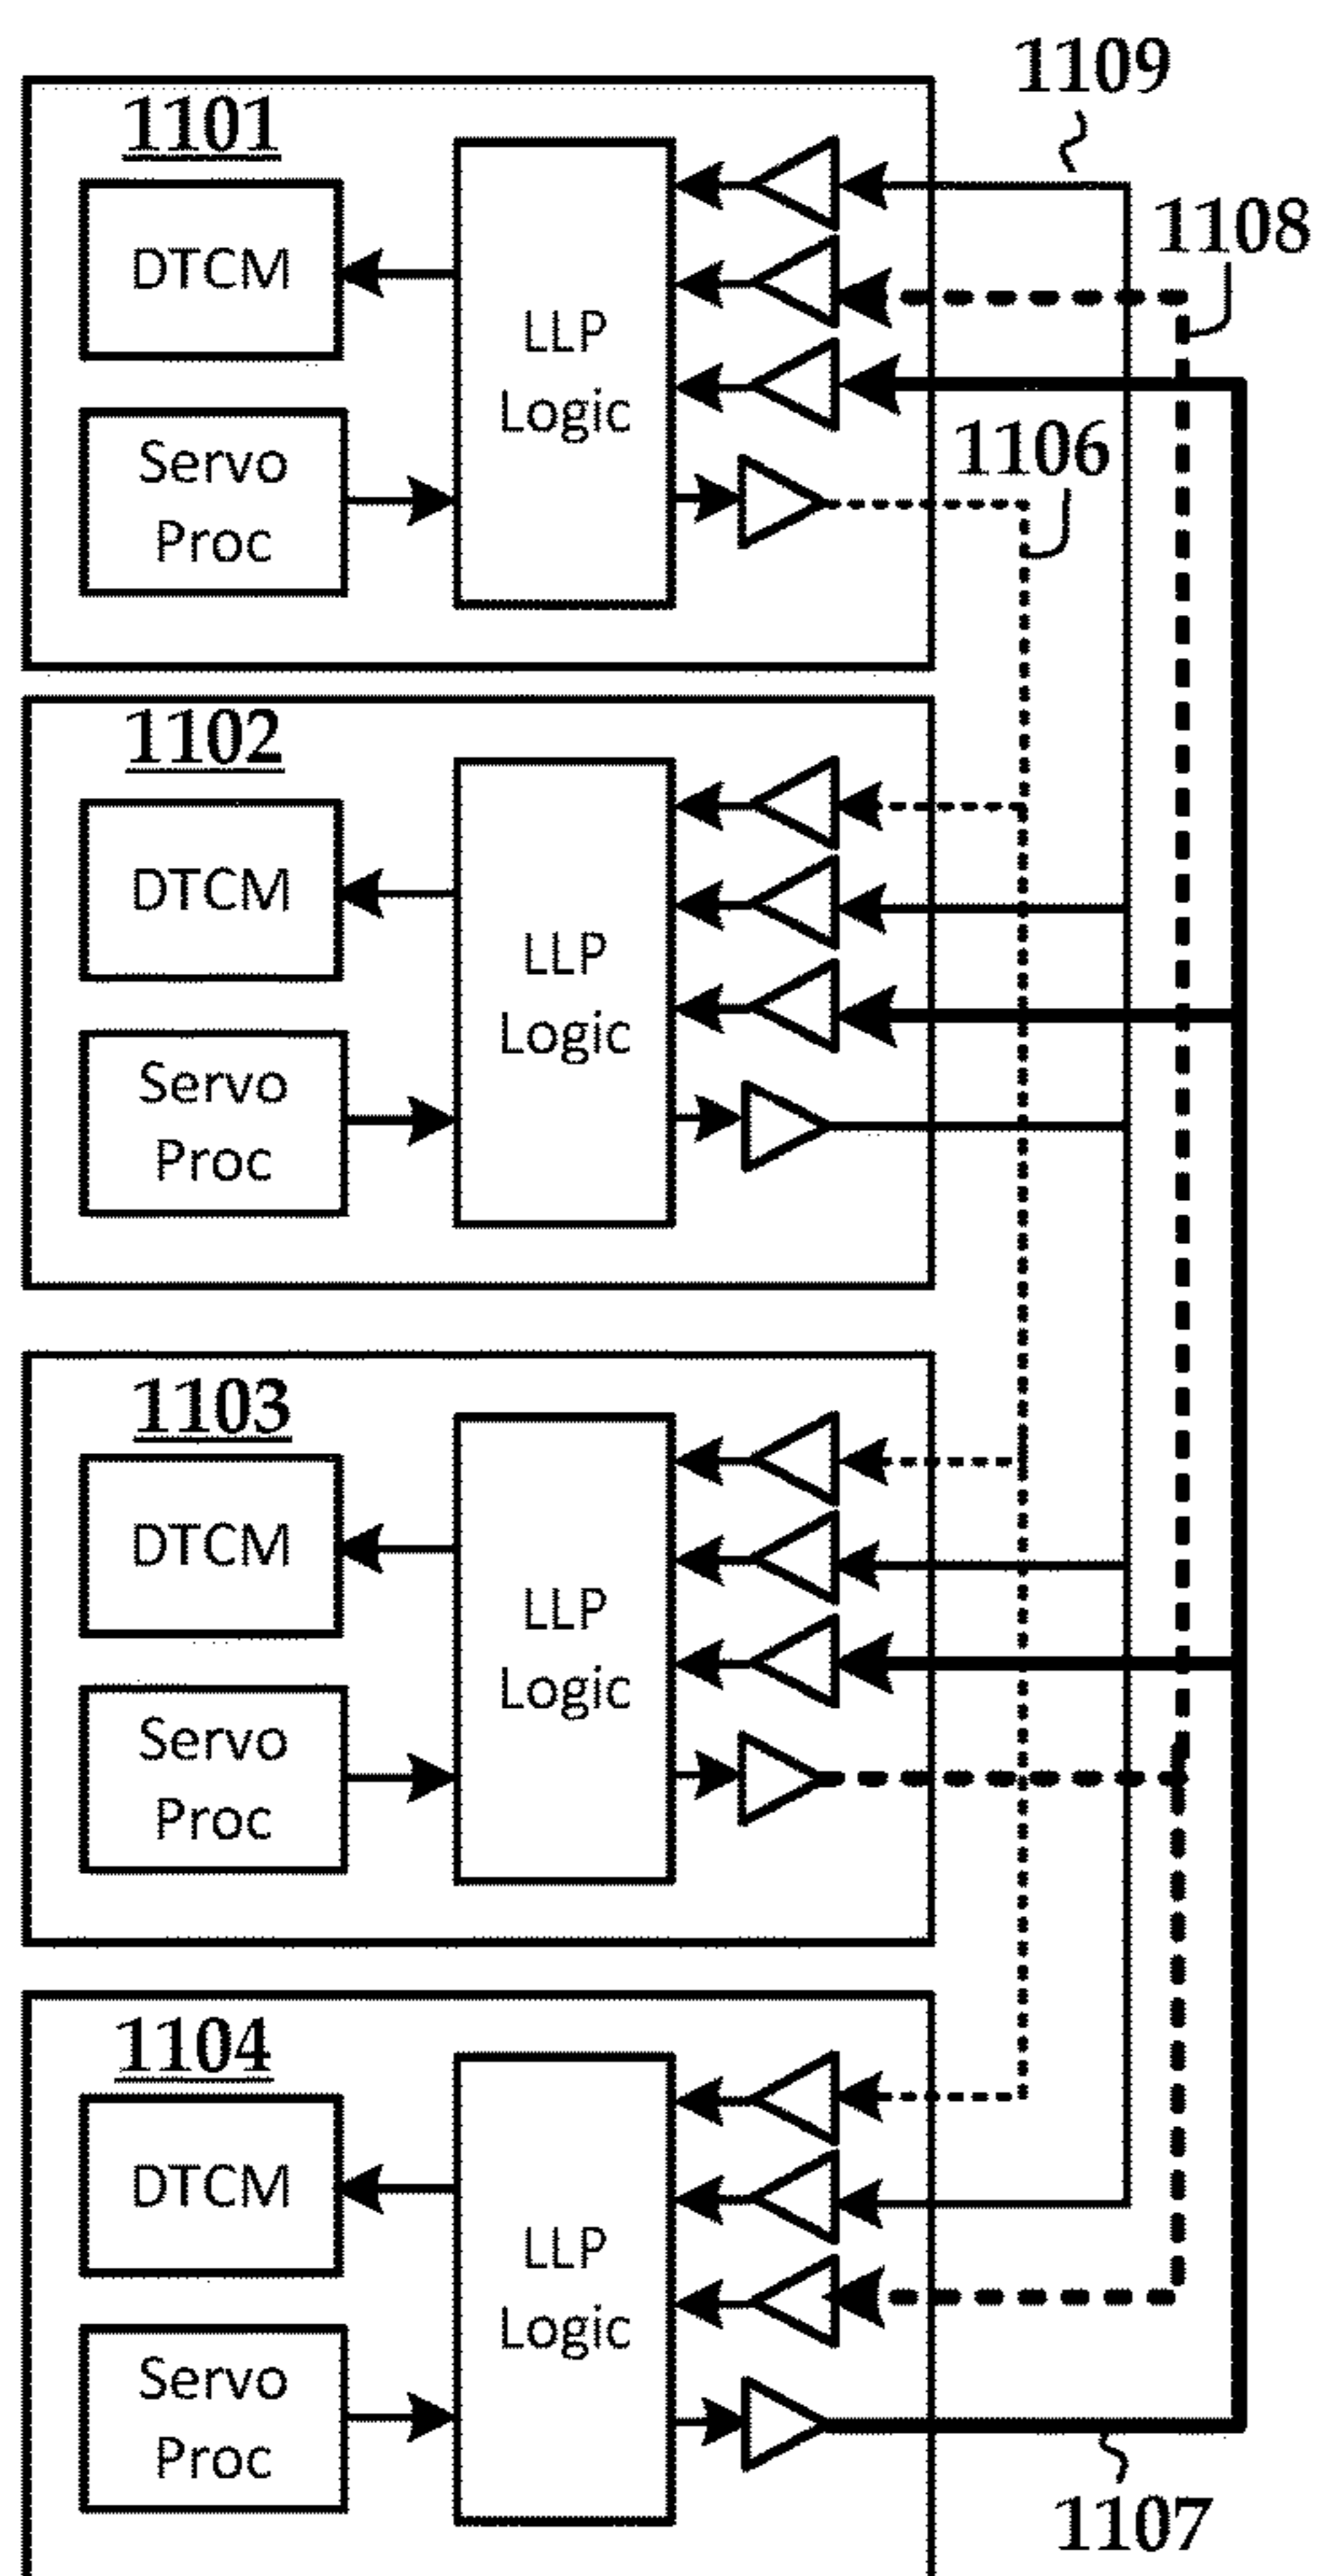 1109
1101
1108
DTCM
LLP
Logic
1106
Servo
Proc
1102
DTCM
LLP
Logic
Servo
Proc
1103
DTCM
LLP
Logic
Servo
Proc
1104
DTCM
LLP
Logic
Servo
Proc
1107